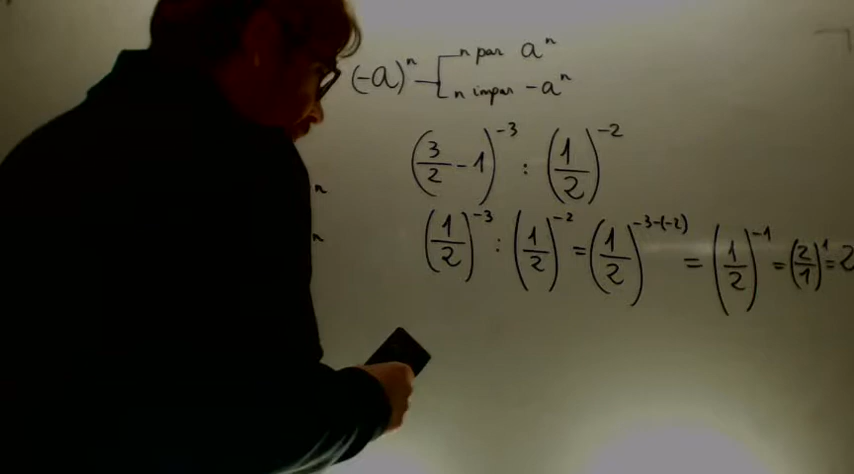 (-a)ⁿ n par aⁿ
n impar -aⁿ
(3/2 - 1)⁻³ : (1/2)⁻²
n
n
(1/2)⁻³ : (1/2)⁻² = (1/2)⁻³⁻⁽⁻²⁾ = (1/2)⁻¹ = (2/1)¹ = 2